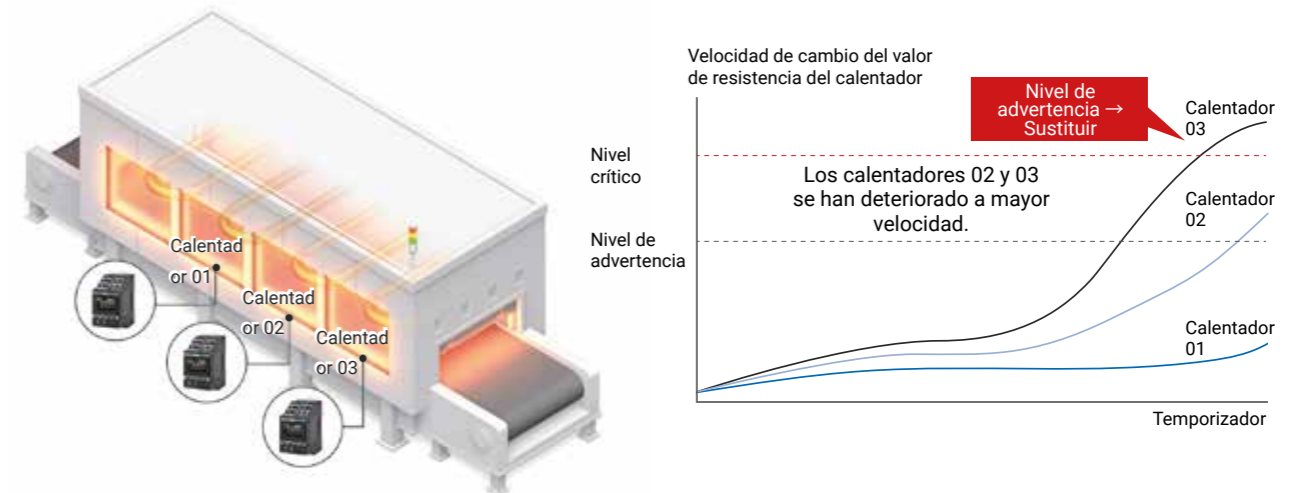 Calentad
or 01
Calentad
or 02
Calentad
or 03
Velocidad de cambio del valor
de resistencia del calentador
Nivel de
advertencia →
Sustituir
Calentador
03
Nivel
crítico
Los calentadores 02 y 03
se han deteriorado a mayor
velocidad.
Calentador
02
Nivel de
advertencia
Calentador
01
Temporizador